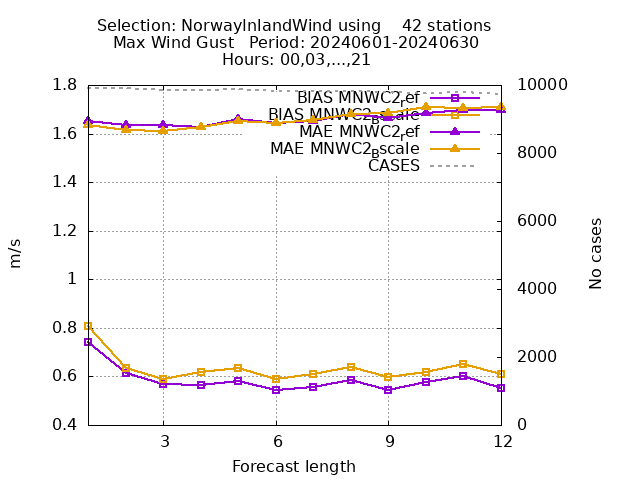 Selection: NorwayInlandWind using 42 stations
Max Wind Gust Period: 20240601-20240630
Hours: 00,03,...,21
1.8
1.6
1.4
1.2
1
0.8
0.6
0.4
10000
8000
6000
4000
2000
0
BIAS MNWC2_ref
BIAS MNWC2_Bscale
MAE MNWC2_ref
MAE MNWC2_Bscale
CASES
m/s
No cases
3
6
9
12
Forecast length